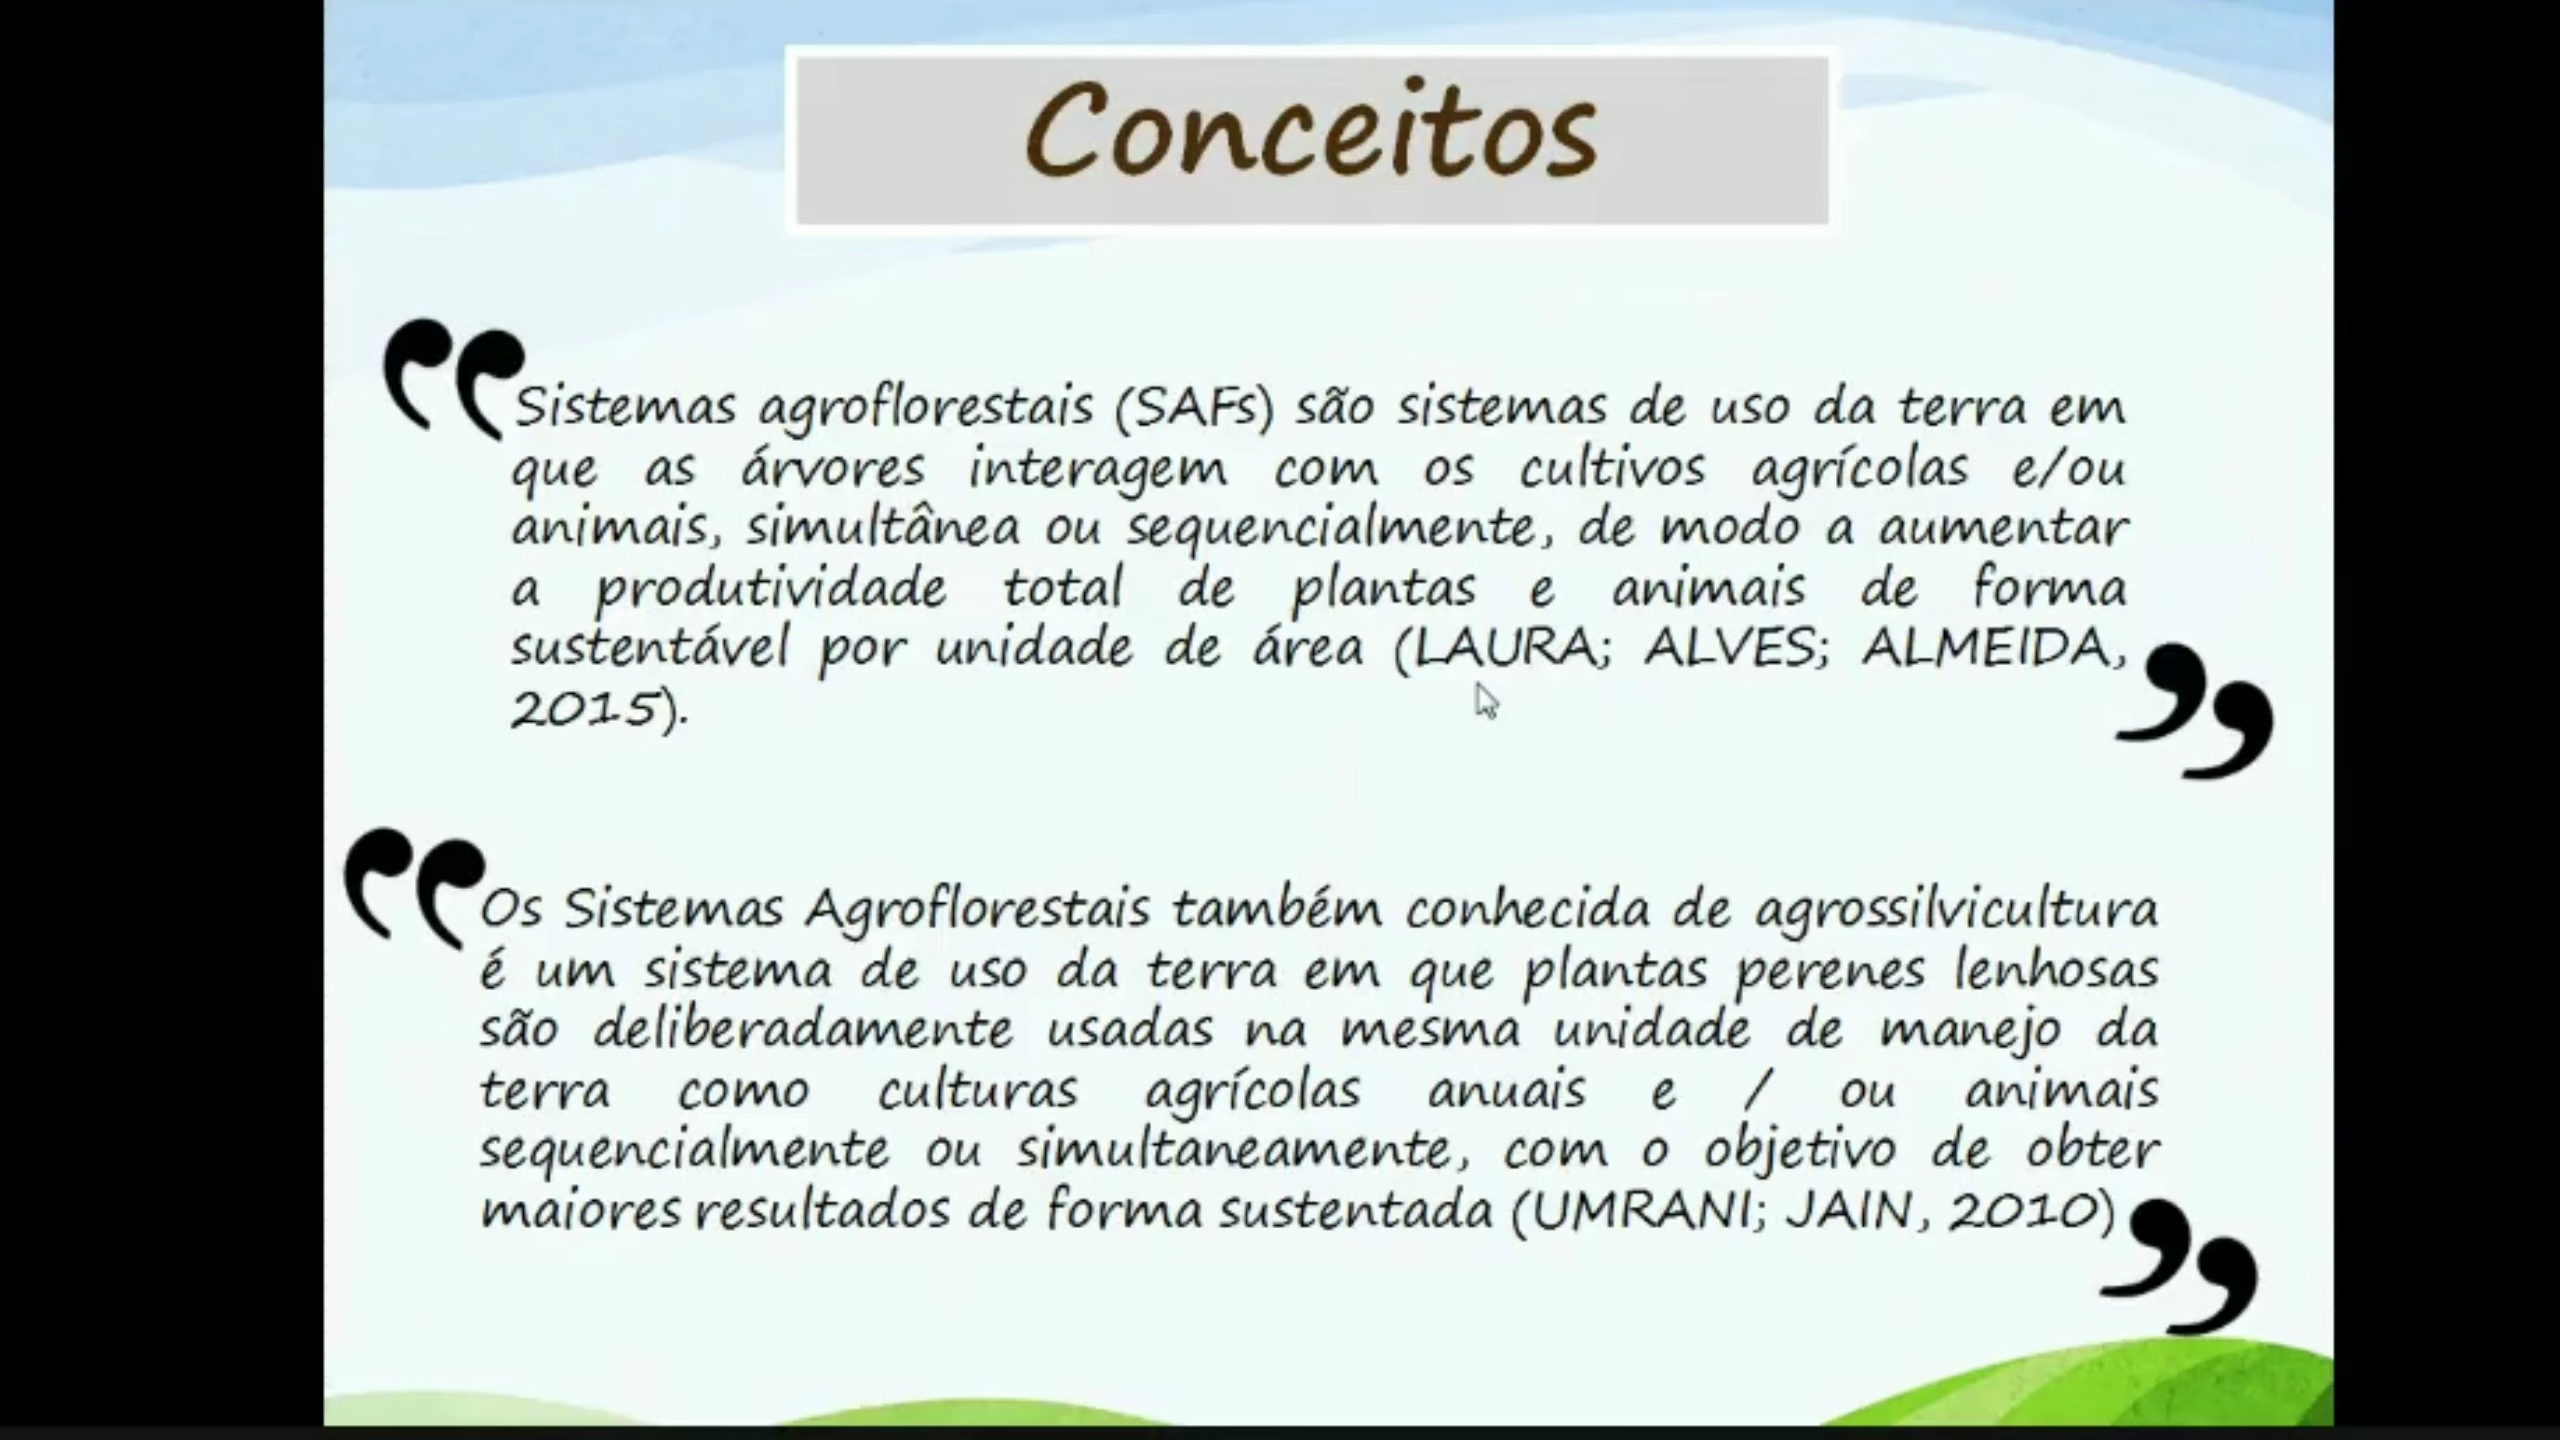 Conceitos
“Sistemas agroflorestais (SAFs) são sistemas de uso da terra em
que as árvores interagem com os cultivos agrícolas e/ou
animais, simultânea ou sequencialmente, de modo a aumentar
a produtividade total de plantas e animais de forma
sustentável por unidade de área (LAURA; ALVES; ALMEIDA,
2015).”
“Os Sistemas Agroflorestais também conhecida de agrossilvicultura
é um sistema de uso da terra em que plantas perenes lenhosas
são deliberadamente usadas na mesma unidade de manejo da
terra como culturas agrícolas anuais e / ou animais
sequencialmente ou simultaneamente, com o objetivo de obter
maiores resultados de forma sustentada (UMRANI; JAIN, 2010)”